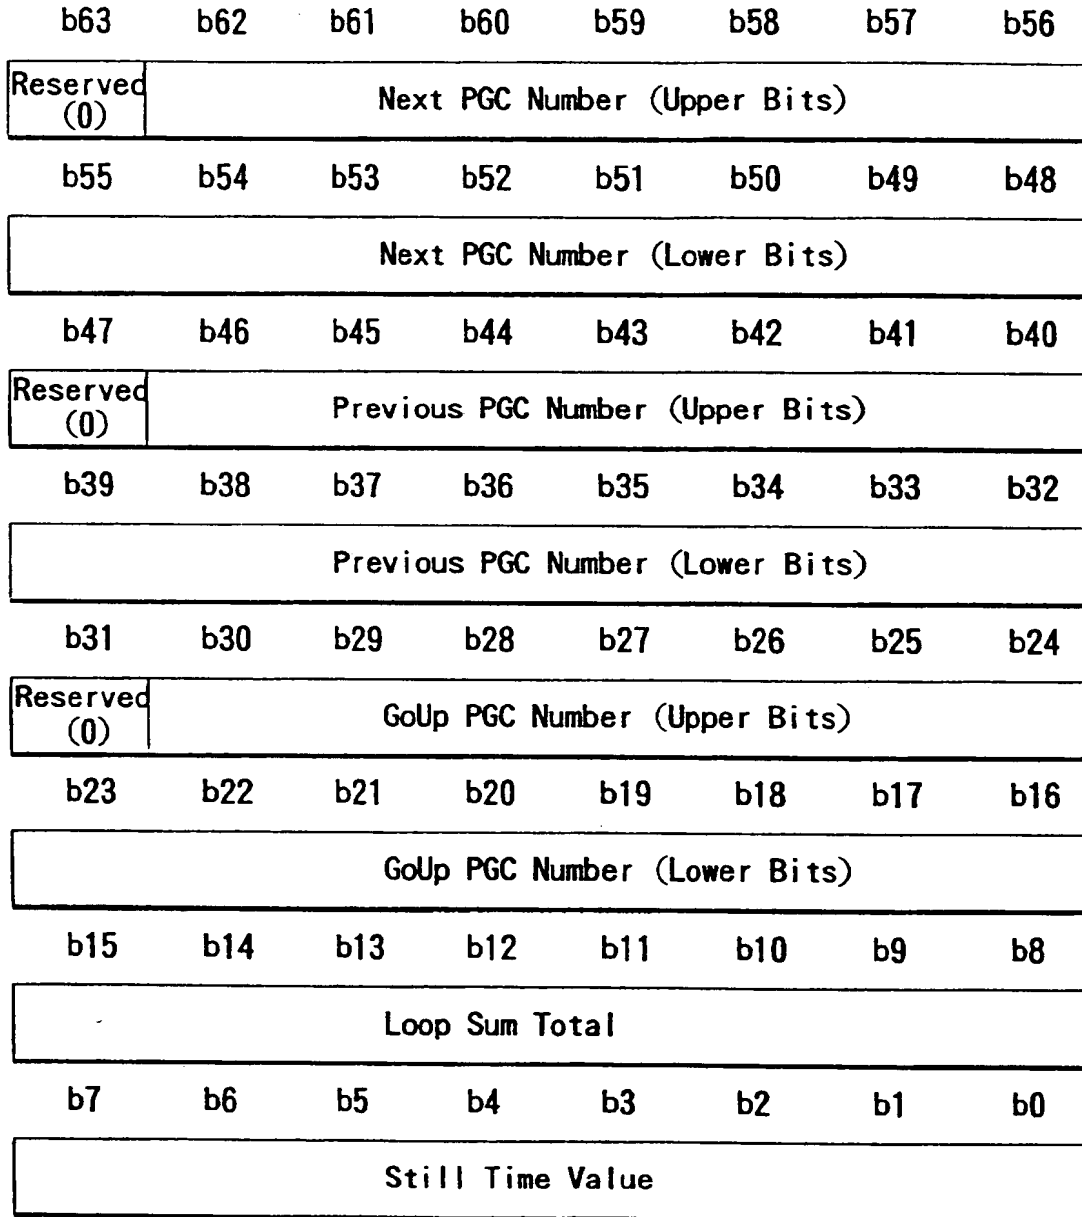 b63 b62 b61 b60 b59 b58 b57 b56
Reserved
(0)
Next PGC Number (Upper Bits)
b55 b54 b53 b52 b51 b50 b49 b48
Next PGC Number (Lower Bits)
b47 b46 b45 b44 b43 b42 b41 b40
Reserved
(0)
Previous PGC Number (Upper Bits)
b39 b38 b37 b36 b35 b34 b33 b32
Previous PGC Number (Lower Bits)
b31 b30 b29 b28 b27 b26 b25 b24
Reserved
(0)
GoUp PGC Number (Upper Bits)
b23 b22 b21 b20 b19 b18 b17 b16
GoUp PGC Number (Lower Bits)
b15 b14 b13 b12 b11 b10 b9 b8
Loop Sum Total
b7 b6 b5 b4 b3 b2 b1 b0
Still Time Value